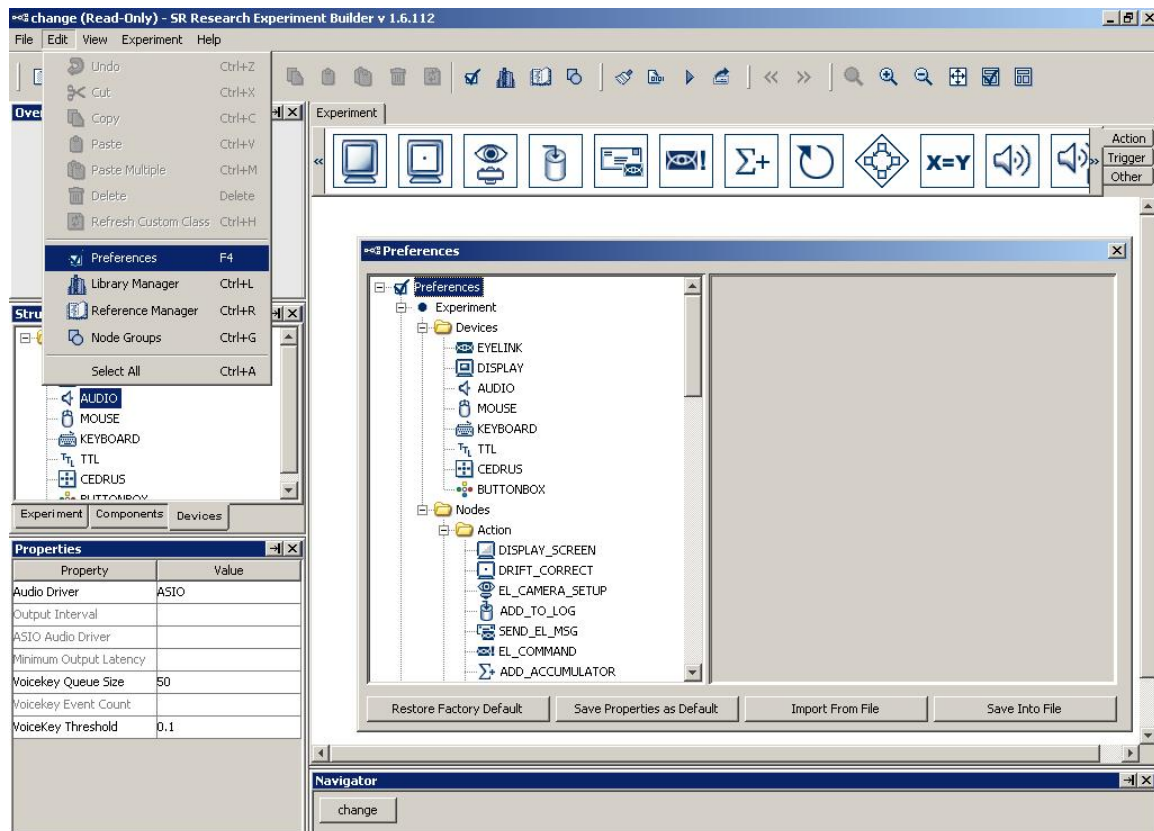 change (Read-Only) - SR Research Experiment Builder v 1.6.112
File Edit View Experiment Help
Undo Ctrl+Z
Cut Ctrl+X
Copy Ctrl+C
Paste Ctrl+V
Paste Multiple Ctrl+M
Delete Delete
Refresh Custom Class Ctrl+H
Preferences F4
Library Manager Ctrl+L
Reference Manager Ctrl+R
Node Groups Ctrl+G
Select All Ctrl+A
Experiment
X=Y
Action
Trigger
Other
AUDIO
MOUSE
KEYBOARD
TTL
CEDRUS
BUTTONBOX
Experiment Components Devices
Properties
Property Value
Audio Driver ASIO
Output Interval
ASIO Audio Driver
Minimum Output Latency
Voicekey Queue Size 50
Voicekey Event Count
VoiceKey Threshold 0.1
Preferences
Preferences
Experiment
Devices
EYELINK
DISPLAY
AUDIO
MOUSE
KEYBOARD
TTL
CEDRUS
BUTTONBOX
Nodes
Action
DISPLAY_SCREEN
DRIFT_CORRECT
EL_CAMERA_SETUP
ADD_TO_LOG
SEND_EL_MSG
EL_COMMAND
ADD_ACCUMULATOR
Restore Factory Default Save Properties as Default Import From File Save Into File
Navigator
change